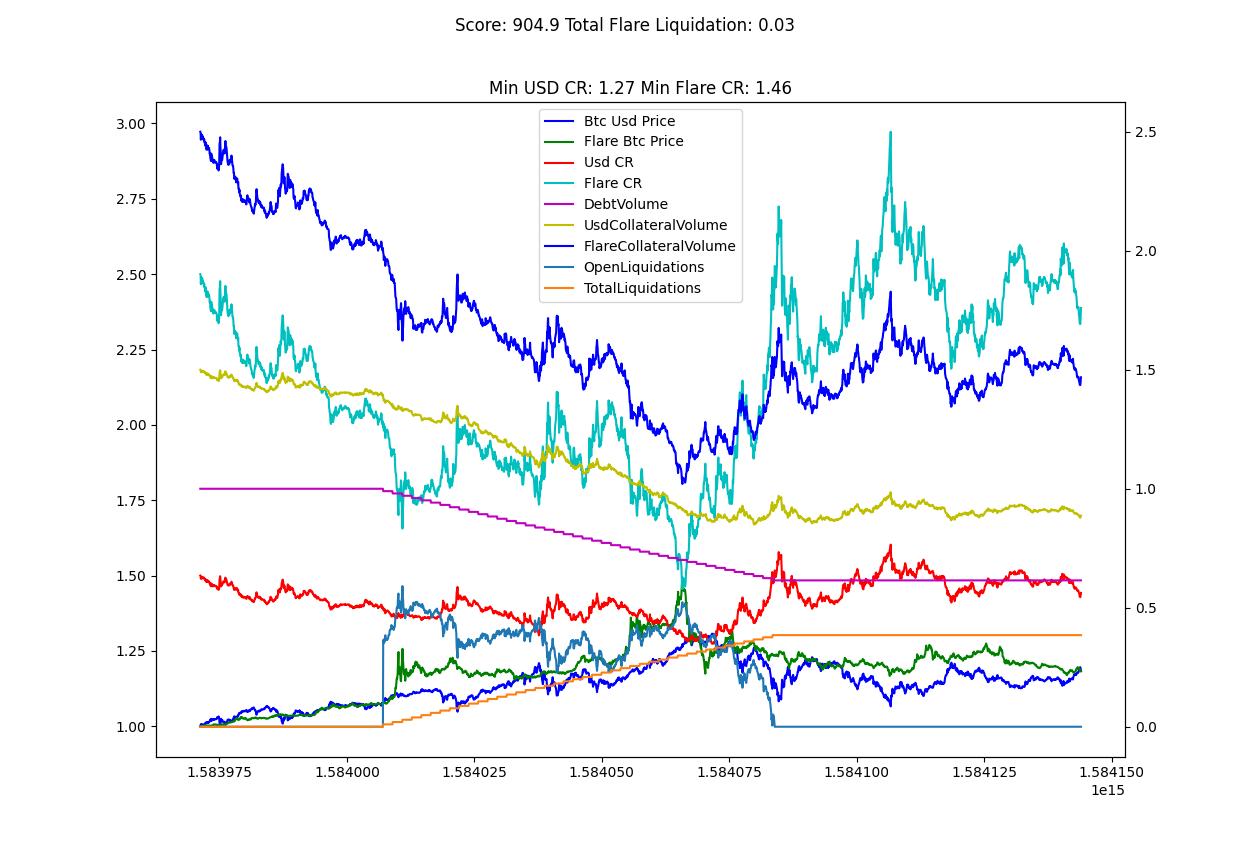 Score: 904.9 Total Flare Liquidation: 0.03
Min USD CR: 1.27 Min Flare CR: 1.46
3.00
2.75
2.50
2.25
2.00
1.75
1.50
1.25
1.00
Btc Usd Price
Flare Btc Price
Usd CR
Flare CR
DebtVolume
UsdCollateralVolume
FlareCollateralVolume
OpenLiquidations
TotalLiquidations
2.5
2.0
1.5
1.0
0.5
0.0
1.583975 1.584000 1.584025 1.584050 1.584075 1.584100 1.584125 1.584150
1e15